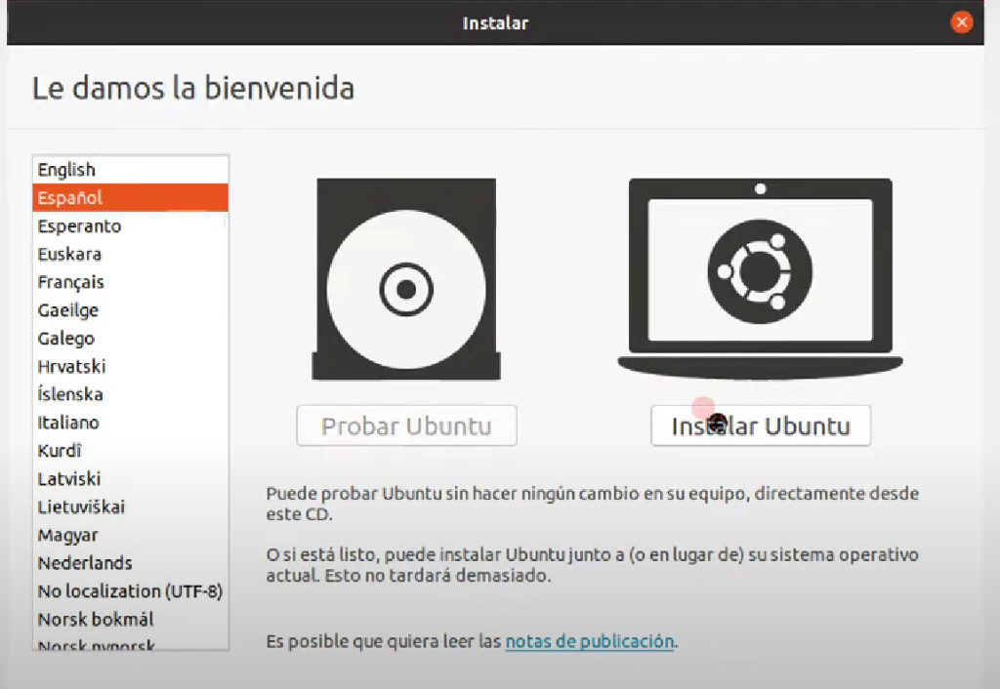 Instalar
Le damos la bienvenida
English
Español
Esperanto
Euskara
Français
Gaeilge
Galego
Hrvatski
Íslenska
Italiano
Kurdî
Latviski
Lietuviškai
Magyar
Nederlands
No localization (UTF-8)
Norsk bokmål
Norsk nynorsk
Probar Ubuntu
Instalar Ubuntu
Puede probar Ubuntu sin hacer ningún cambio en su equipo, directamente desde
este CD.
O si está listo, puede instalar Ubuntu junto a (o en lugar de) su sistema operativo
actual. Esto no tardará demasiado.
Es posible que quiera leer las notas de publicación.